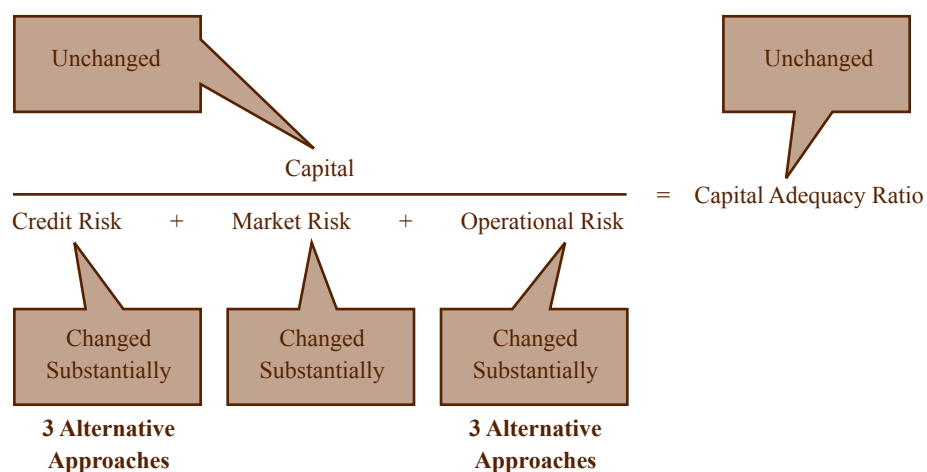 Unchanged
Unchanged
Capital
= Capital Adequacy Ratio
Credit Risk + Market Risk + Operational Risk
Changed
Substantially
Changed
Substantially
Changed
Substantially
3 Alternative
Approaches
3 Alternative
Approaches